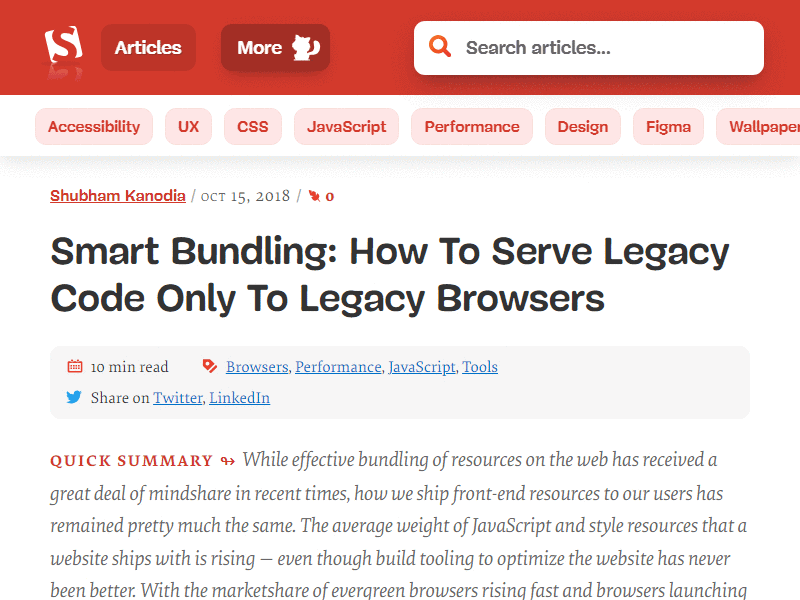 Articles
More
Search articles...
Accessibility UX CSS JavaScript Performance Design Figma Wallpaper
Shubham Kanodia / OCT 15, 2018 / 0
Smart Bundling: How To Serve Legacy
Code Only To Legacy Browsers
10 min read Browsers, Performance, JavaScript, Tools
Share on Twitter, LinkedIn
QUICK SUMMARY ↬ While effective bundling of resources on the web has received a
great deal of mindshare in recent times, how we ship front-end resources to our users has
remained pretty much the same. The average weight of JavaScript and style resources that a
website ships with is rising — even though build tooling to optimize the website has never
been better. With the marketshare of evergreen browsers rising fast and browsers launching